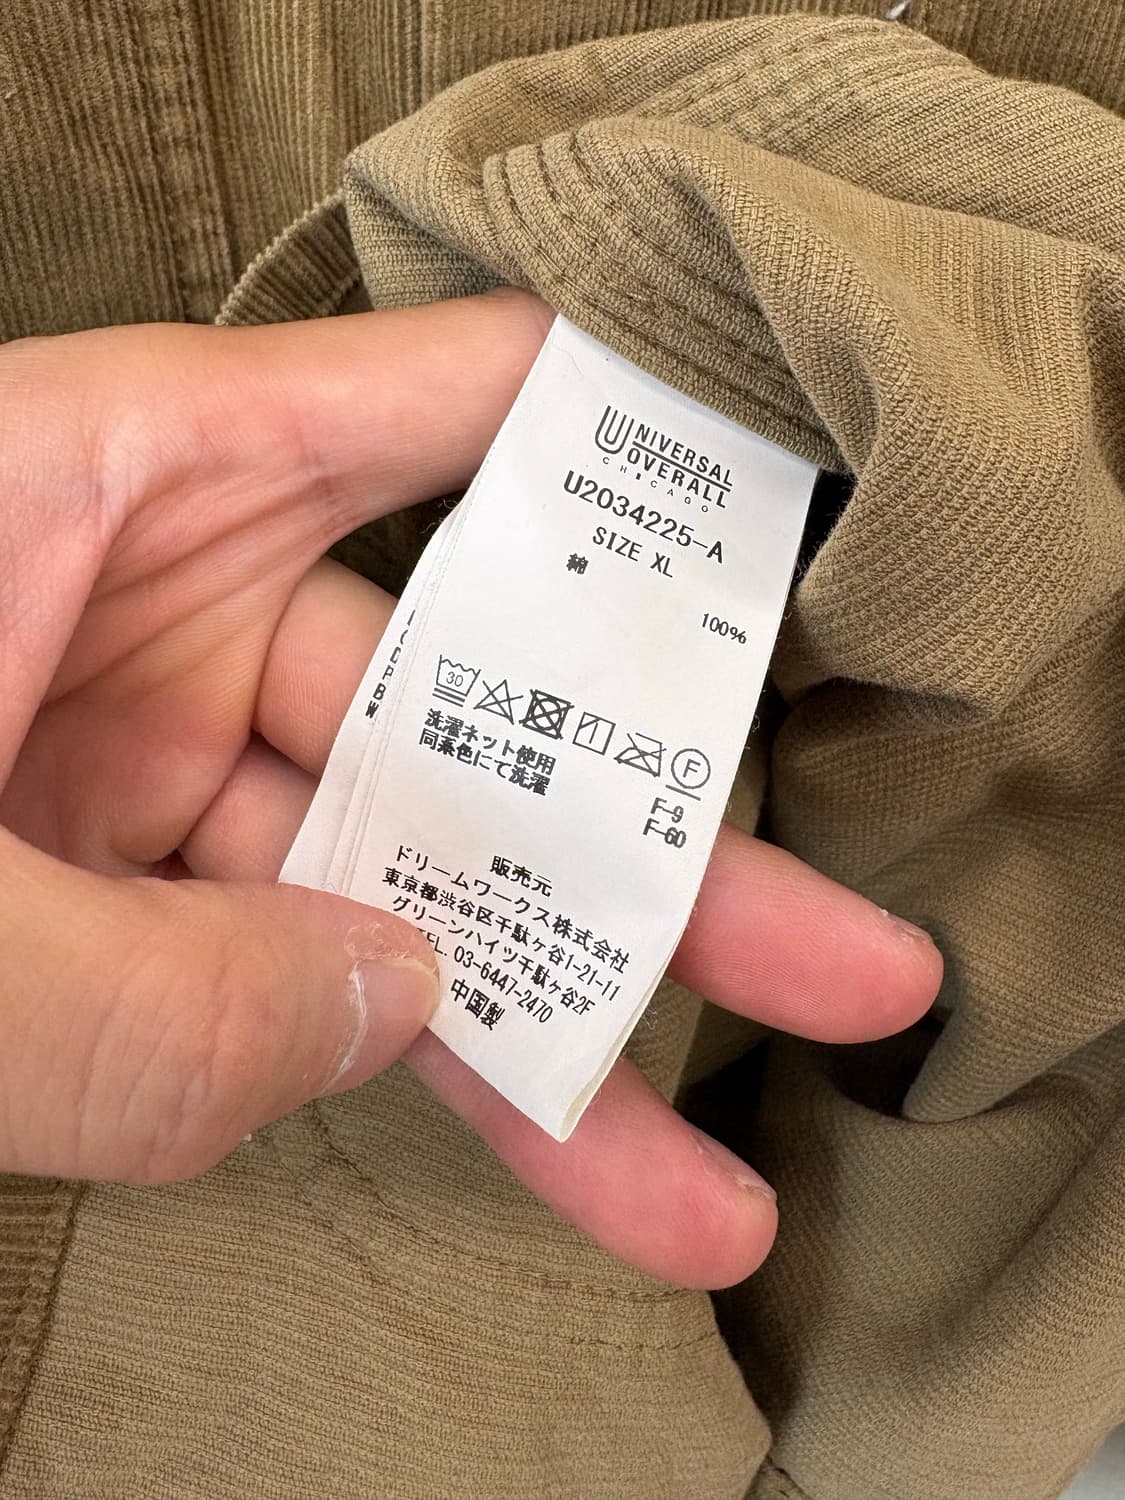 UNIVERSAL
OVERALL
CHICAGO
U2034225-A
SIZE XL
綿
100%
30
F
洗濯ネット使用
同系色にて洗濯
F-9
F-60
販売元
ドリームワークス株式会社
東京都渋谷区千駄ヶ谷1-21-11
グリーンハイツ千駄ヶ谷2F
TEL. 03-6447-2470
中国製